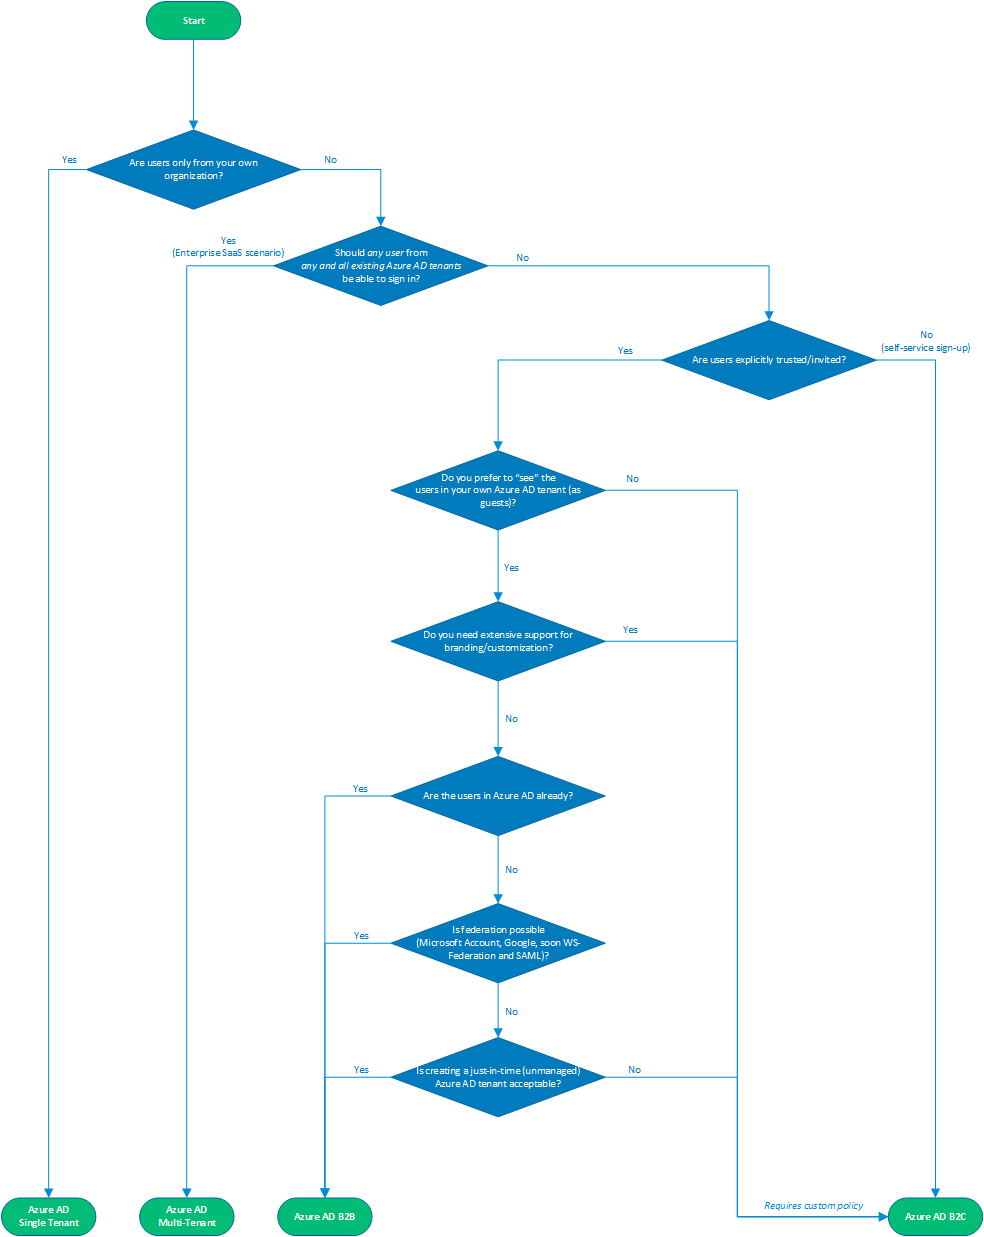 Start
Yes
Are users only from your own
organization?
No
Yes
(Enterprise SaaS scenario)
Should any user from
any and all existing Azure AD tenants
be able to sign in?
No
Yes
Are users explicitly trusted/invited?
No
(self-service sign-up)
Do you prefer to “see” the
users in your own Azure AD tenant (as
guests)?
No
Yes
Do you need extensive support for
branding/customization?
Yes
No
Yes
Are the users in Azure AD already?
No
Yes
Is federation possible
(Microsoft Account, Google, soon WS-
Federation and SAML)?
No
Yes
Is creating a just-in-time (unmanaged)
Azure AD tenant acceptable?
No
Requires custom policy
Azure AD
Single Tenant
Azure AD
Multi-Tenant
Azure AD B2B
Azure AD B2C